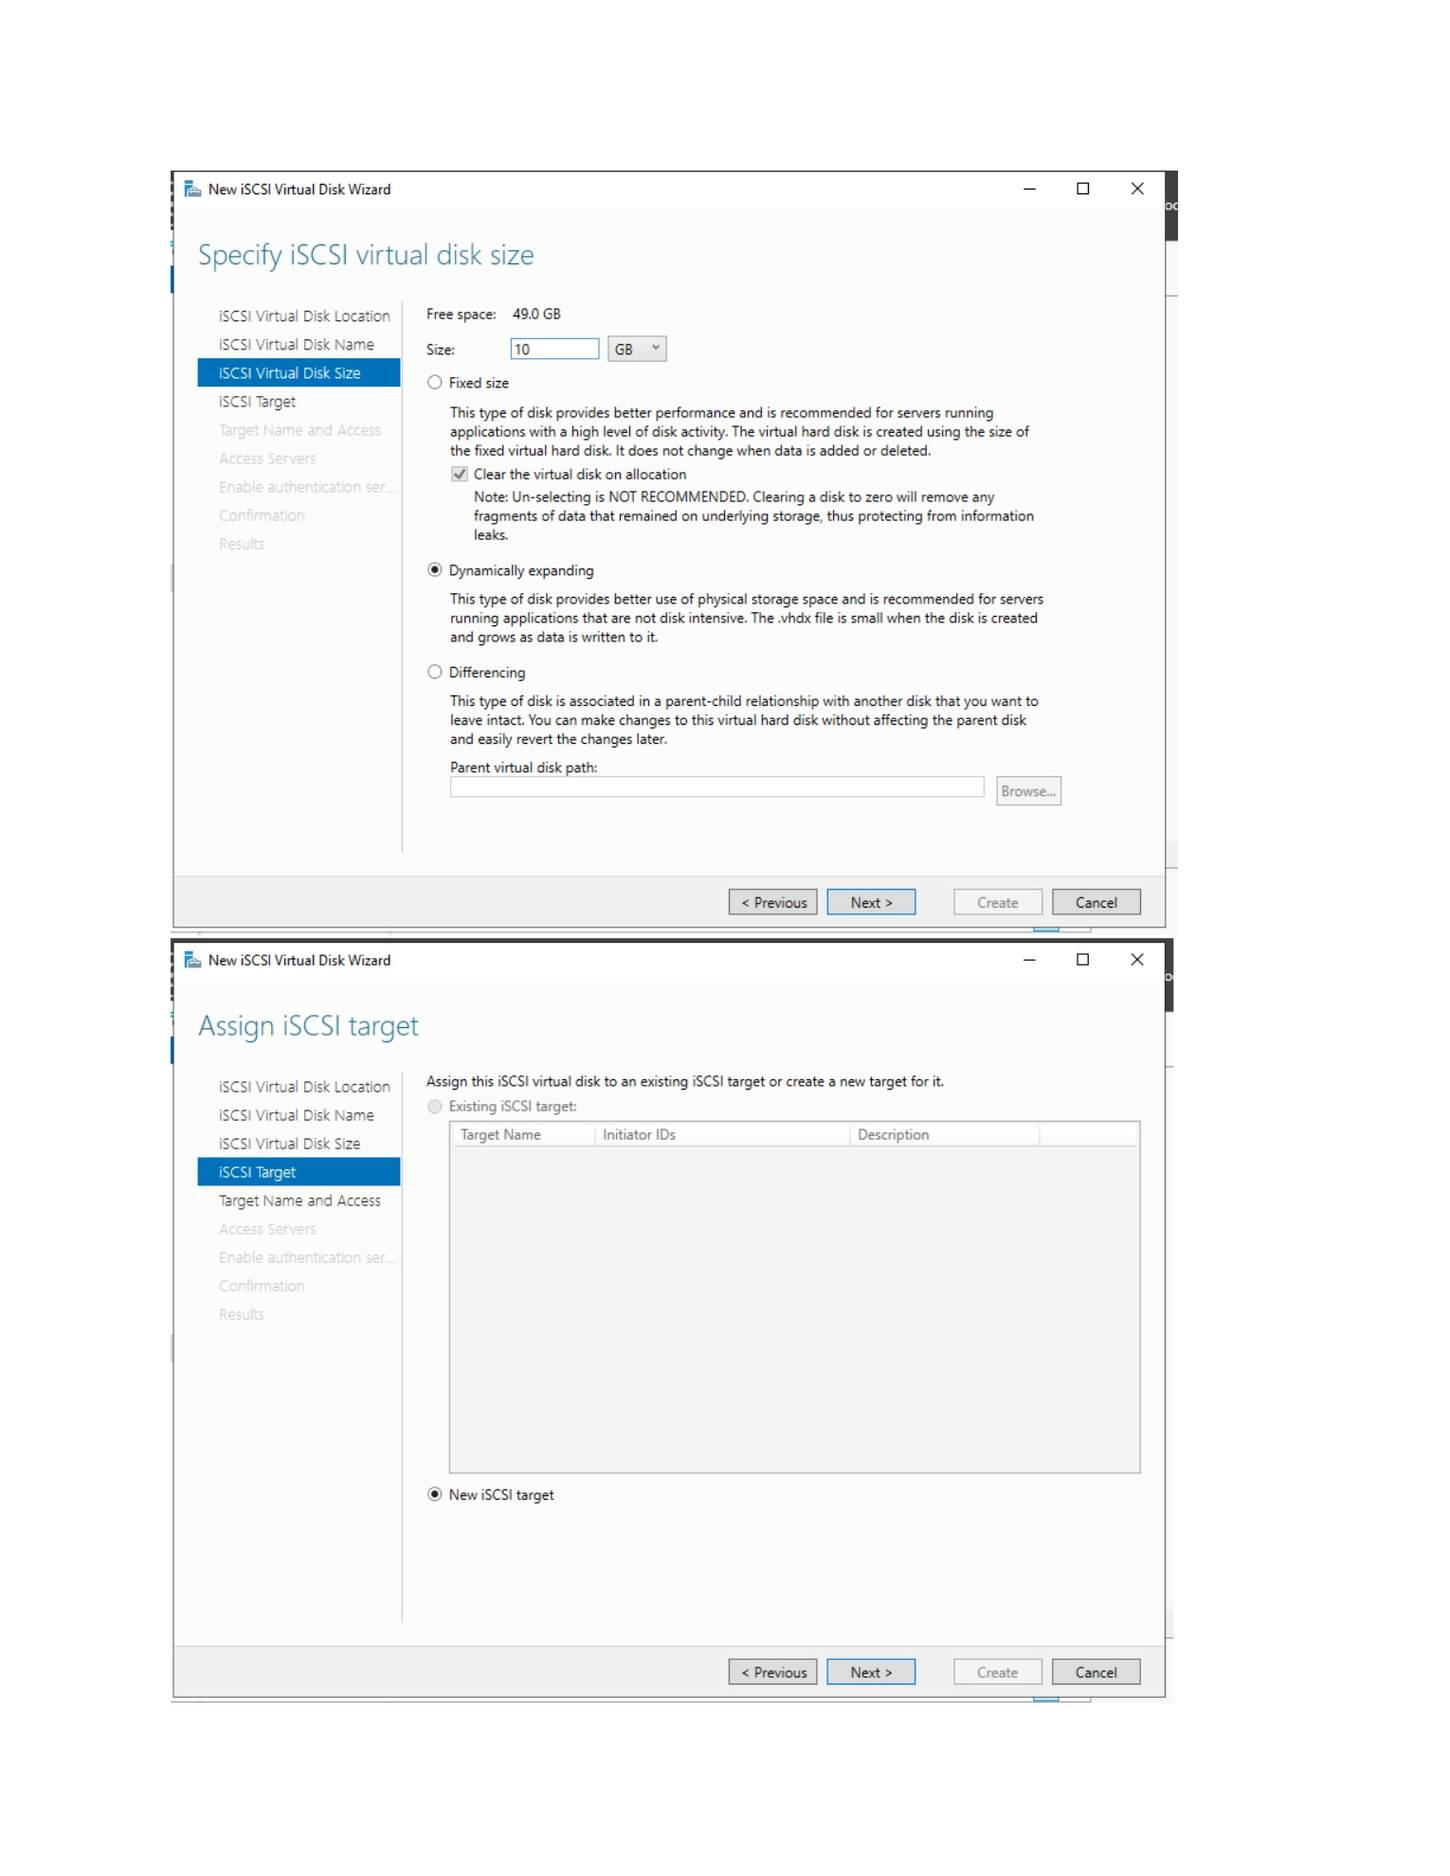 New iSCSI Virtual Disk Wizard
Specify iSCSI virtual disk size
iSCSI Virtual Disk Location
iSCSI Virtual Disk Name
iSCSI Virtual Disk Size
iSCSI Target
Target Name and Access
Access Servers
Enable authentication ser...
Confirmation
Results
Free space: 49.0 GB
Size: 10 GB
Fixed size
This type of disk provides better performance and is recommended for servers running
applications with a high level of disk activity. The virtual hard disk is created using the size of
the fixed virtual hard disk. It does not change when data is added or deleted.
Clear the virtual disk on allocation
Note: Un-selecting is NOT RECOMMENDED. Clearing a disk to zero will remove any
fragments of data that remained on underlying storage, thus protecting from information
leaks.
Dynamically expanding
This type of disk provides better use of physical storage space and is recommended for servers
running applications that are not disk intensive. The .vhdx file is small when the disk is created
and grows as data is written to it.
Differencing
This type of disk is associated in a parent-child relationship with another disk that you want to
leave intact. You can make changes to this virtual hard disk without affecting the parent disk
and easily revert the changes later.
Parent virtual disk path:
Browse...
< Previous Next > Create Cancel
New iSCSI Virtual Disk Wizard
Assign iSCSI target
iSCSI Virtual Disk Location
iSCSI Virtual Disk Name
iSCSI Virtual Disk Size
iSCSI Target
Target Name and Access
Access Servers
Enable authentication ser...
Confirmation
Results
Assign this iSCSI virtual disk to an existing iSCSI target or create a new target for it.
Existing iSCSI target:
Target Name Initiator IDs Description
New iSCSI target
< Previous Next > Create Cancel